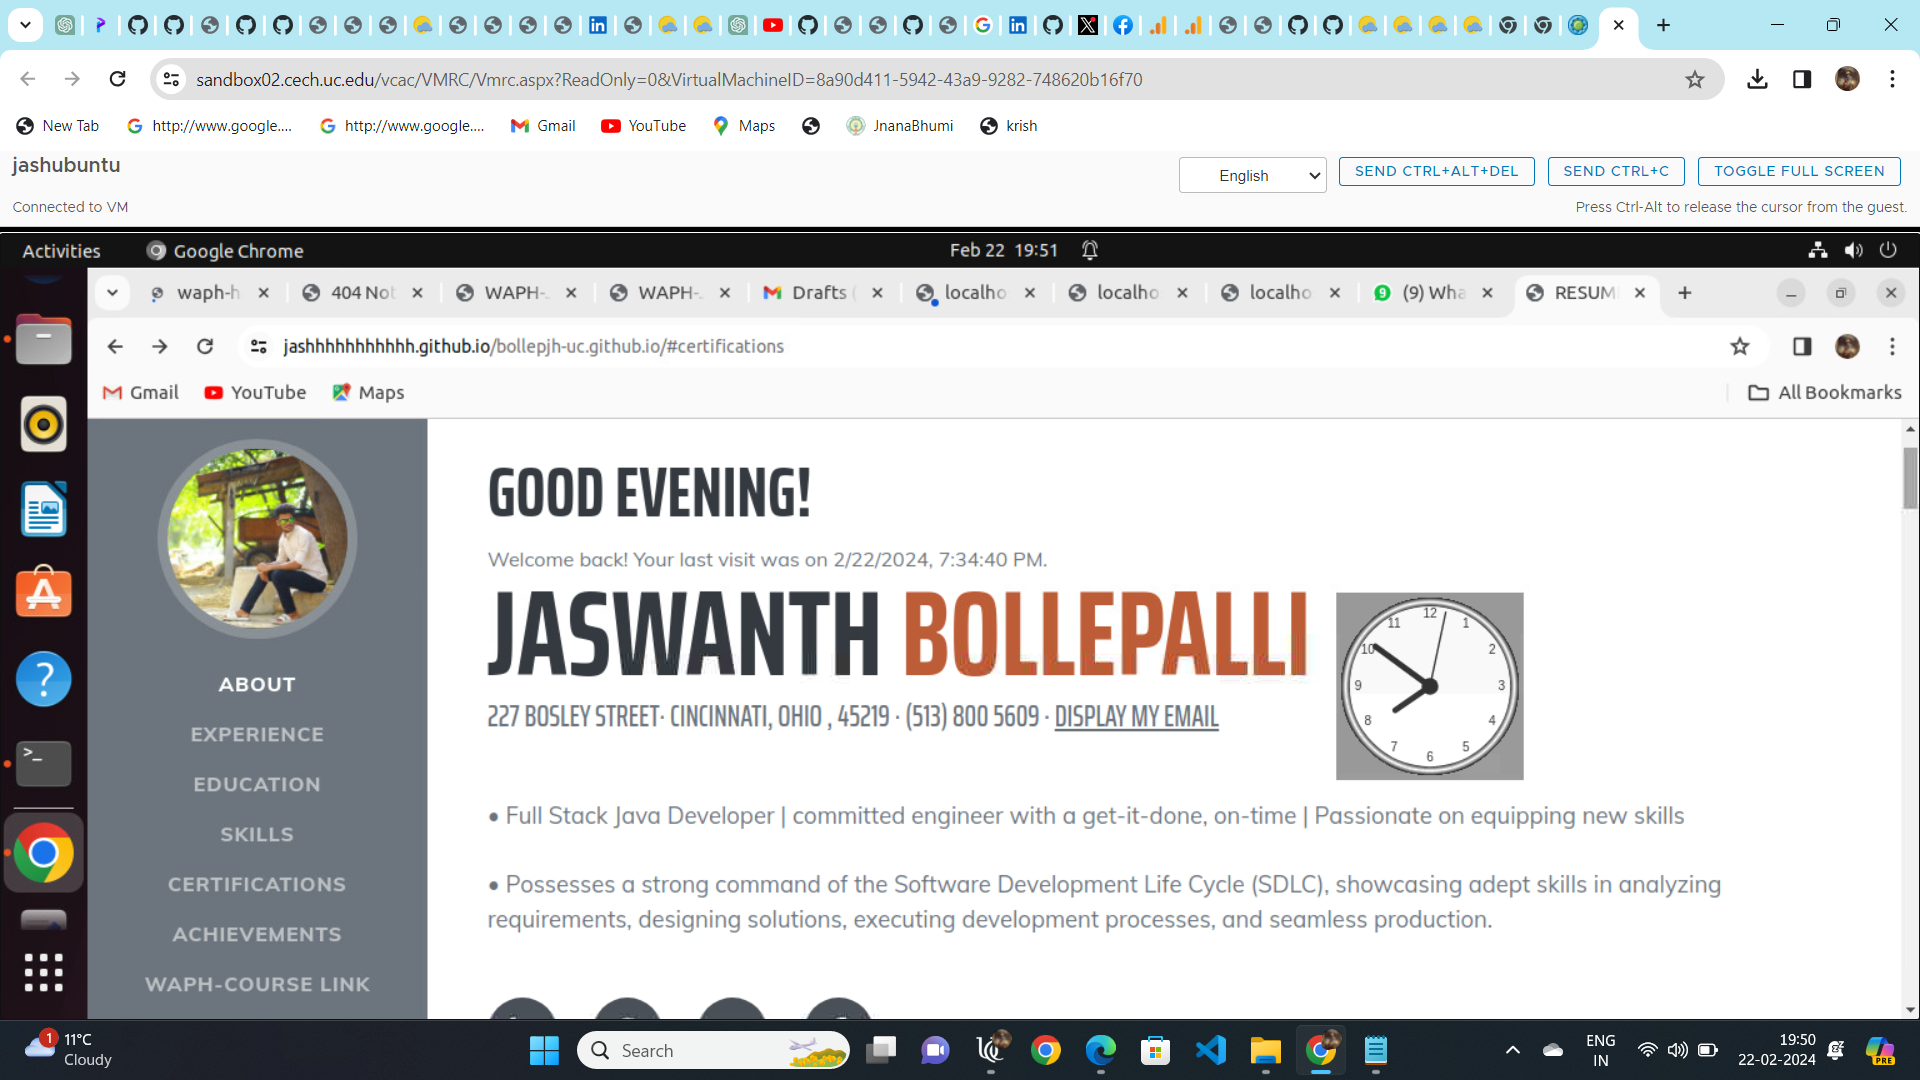 sandbox02.cech.uc.edu/vcac/VMRC/Vmrc.aspx?ReadOnly=0&VirtualMachineID=8a90d411-5942-43a9-9282-748620b16f70
New Tab
http://www.google....
http://www.google....
Gmail
YouTube
Maps
JnanaBhumi
krish
jashubuntu
English
SEND CTRL+ALT+DEL
SEND CTRL+C
TOGGLE FULL SCREEN
Connected to VM
Press Ctrl-Alt to release the cursor from the guest.
Activities
Google Chrome
Feb 22 19:51
waph-h
404 Not
WAPH-
WAPH-
Drafts (
localho
localho
localho
9
(9) Wha
RESUM
jashhhhhhhhhhh.github.io/bollepjh-uc.github.io/#certifications
Gmail
YouTube
Maps
All Bookmarks
ABOUT
EXPERIENCE
EDUCATION
SKILLS
CERTIFICATIONS
ACHIEVEMENTS
WAPH-COURSE LINK
GOOD EVENING!
Welcome back! Your last visit was on 2/22/2024, 7:34:40 PM.
JASWANTH BOLLEPALLI
227 BOSLEY STREET· CINCINNATI, OHIO , 45219 · (513) 800 5609 · DISPLAY MY EMAIL
12
1
2
3
4
5
6
7
8
9
10
11
• Full Stack Java Developer | committed engineer with a get-it-done, on-time | Passionate on equipping new skills
• Possesses a strong command of the Software Development Life Cycle (SDLC), showcasing adept skills in analyzing
requirements, designing solutions, executing development processes, and seamless production.
1
11°C
Cloudy
Search
ENG
IN
19:50
22-02-2024
PRE